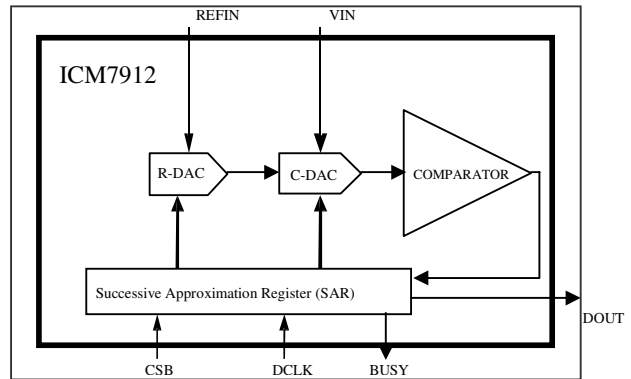 REFIN VIN
ICM7912
R-DAC C-DAC COMPARATOR
Successive Approximation Register (SAR)
DOUT
CSB DCLK BUSY